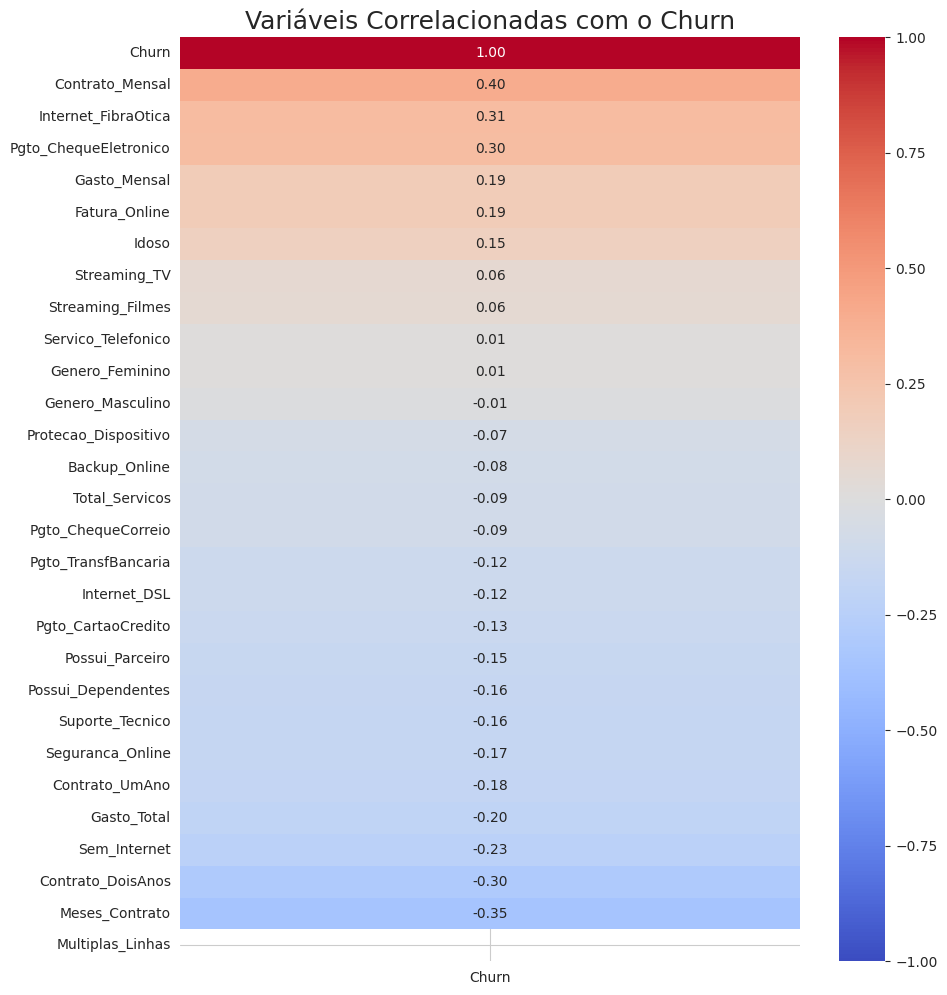 Variáveis Correlacionadas com o Churn
Churn 1.00
Contrato_Mensal 0.40
Internet_FibraOtica 0.31
Pgto_ChequeEletronico 0.30
Gasto_Mensal 0.19
Fatura_Online 0.19
Idoso 0.15
Streaming_TV 0.06
Streaming_Filmes 0.06
Servico_Telefonico 0.01
Genero_Feminino 0.01
Genero_Masculino -0.01
Protecao_Dispositivo -0.07
Backup_Online -0.08
Total_Servicos -0.09
Pgto_ChequeCorreio -0.09
Pgto_TransfBancaria -0.12
Internet_DSL -0.12
Pgto_CartaoCredito -0.13
Possui_Parceiro -0.15
Possui_Dependentes -0.16
Suporte_Tecnico -0.16
Seguranca_Online -0.17
Contrato_UmAno -0.18
Gasto_Total -0.20
Sem_Internet -0.23
Contrato_DoisAnos -0.30
Meses_Contrato -0.35
Multiplas_Linhas
Churn
1.00
0.75
0.50
0.25
0.00
−0.25
−0.50
−0.75
−1.00